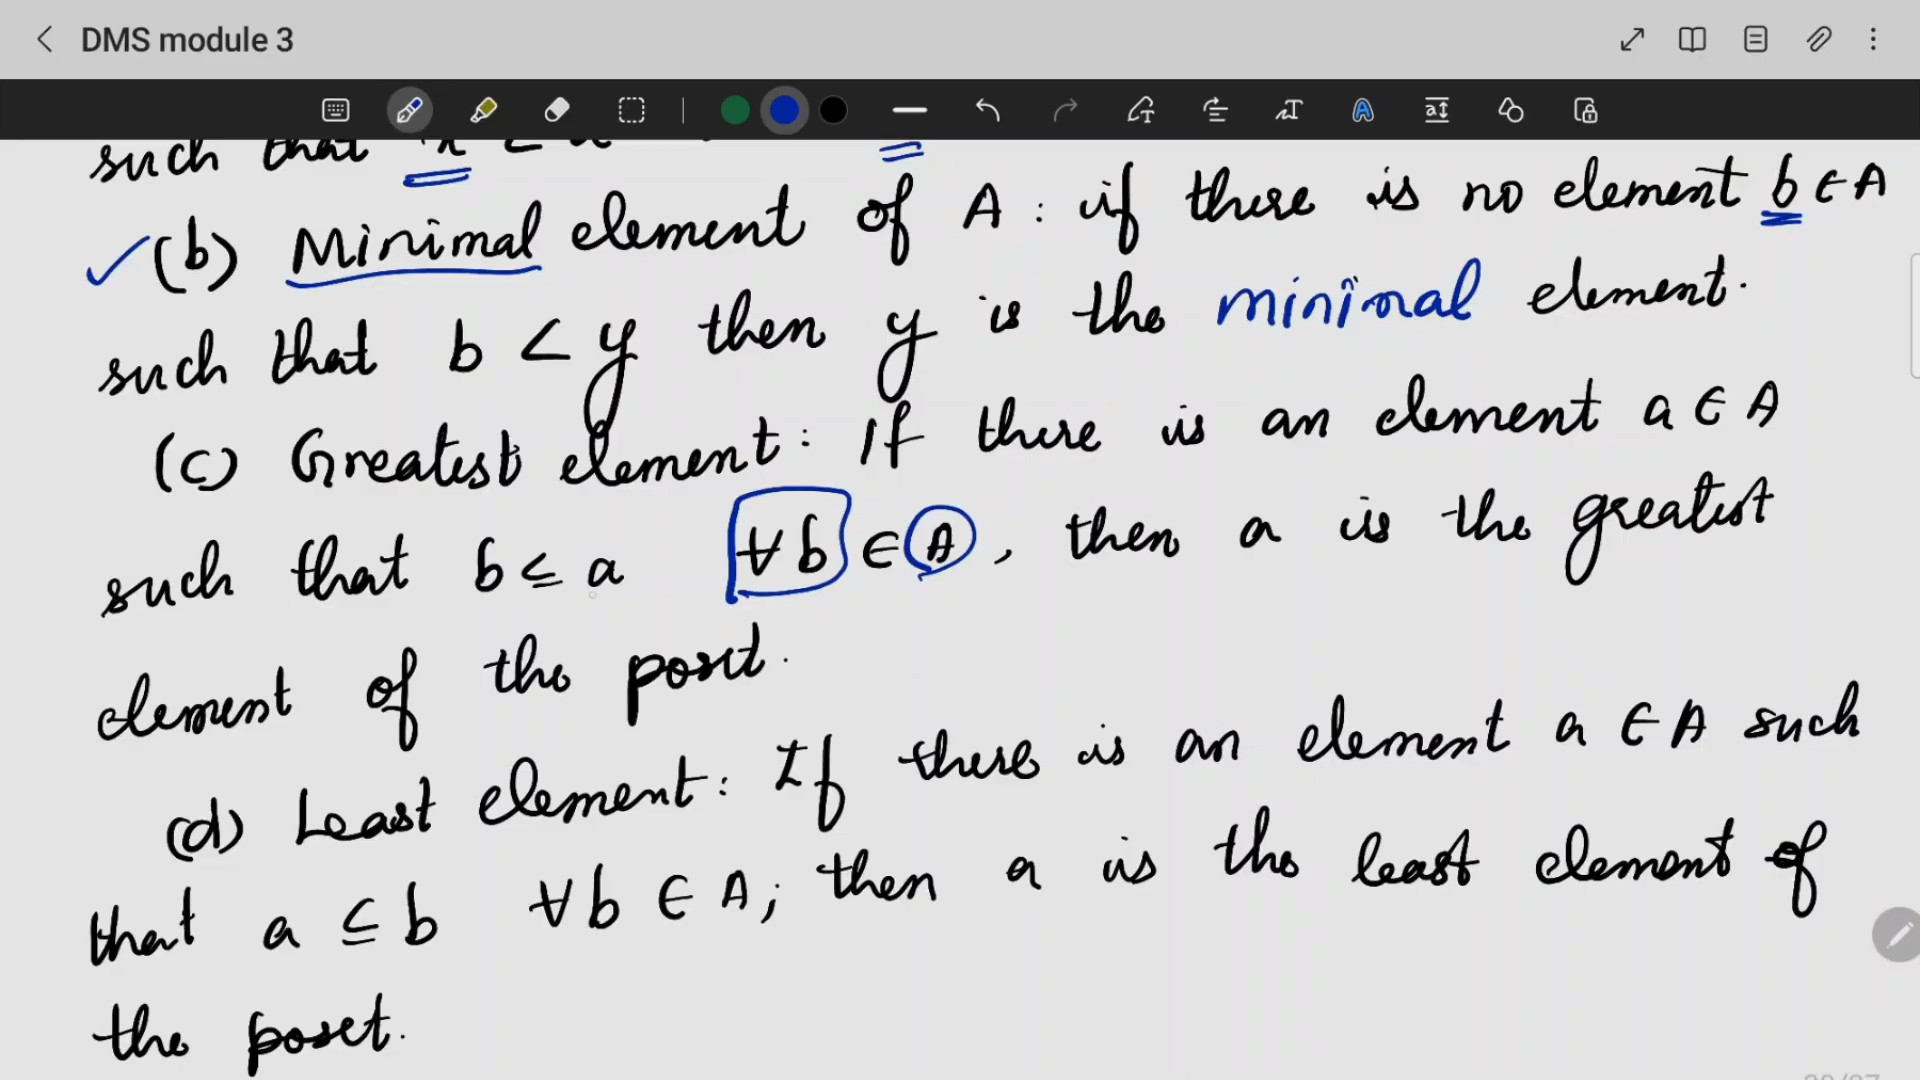 DMS module 3
such that x < a
(b) Minimal element of A : if there is no element b ∈ A
such that b < y then y is the minimal element.
(c) Greatest element : If there is an element a ∈ A
such that b ≤ a ∀ b ∈ A , then a is the greatest
element of the poset.
(d) Least element : If there is an element a ∈ A such
that a ≤ b ∀ b ∈ A ; then a is the least element of
the poset.